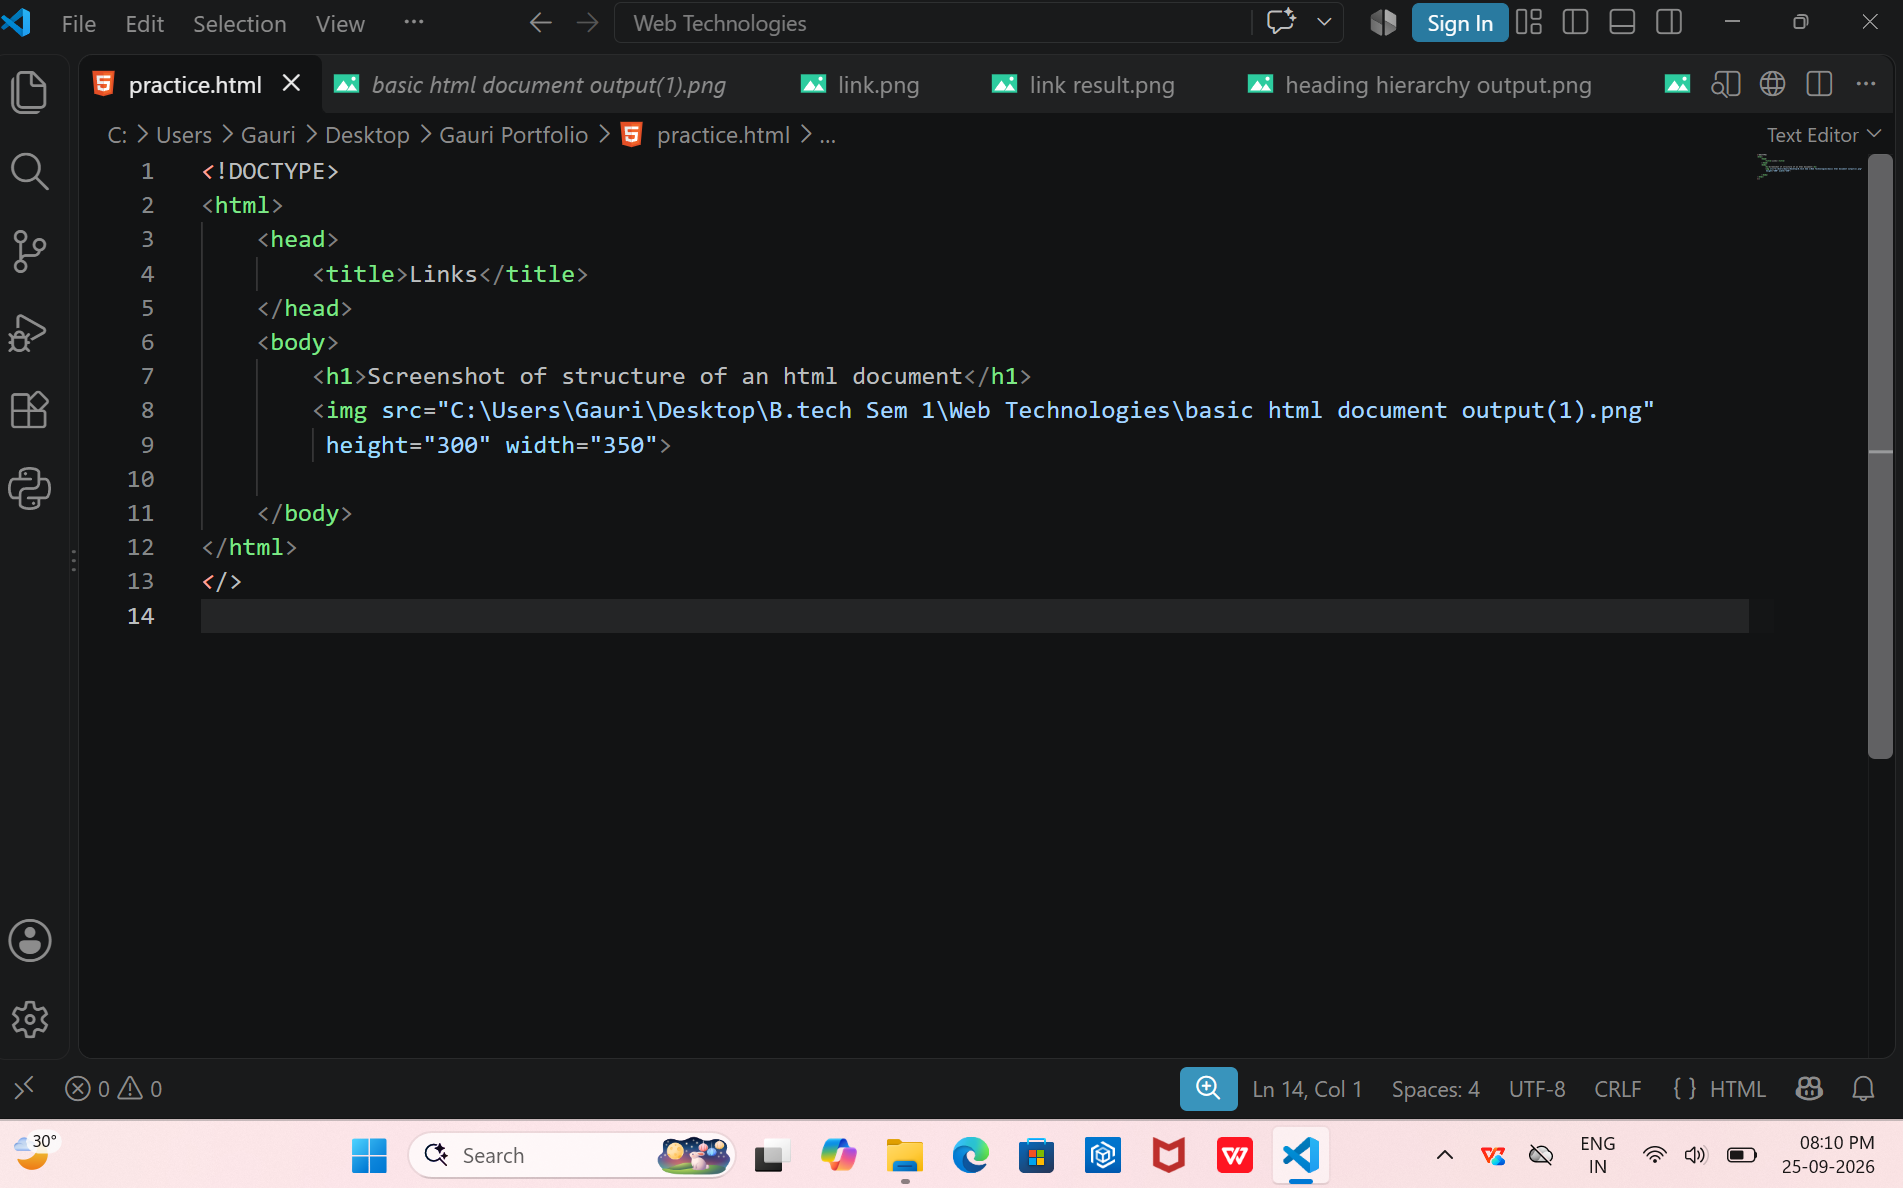 File Edit Selection View ··· Web Technologies Sign In
practice.html basic html document output(1).png link.png link result.png heading hierarchy output.png
C: > Users > Gauri > Desktop > Gauri Portfolio > practice.html > ... Text Editor
1 <!DOCTYPE>
2 <html>
3 <head>
4 <title>Links</title>
5 </head>
6 <body>
7 <h1>Screenshot of structure of an html document</h1>
8 <img src="C:\Users\Gauri\Desktop\B.tech Sem 1\Web Technologies\basic html document output(1).png"
9 height="300" width="350">
10
11 </body>
12 </html>
13 </>
14
0 0 Ln 14, Col 1 Spaces: 4 UTF-8 CRLF { } HTML
30° Search ENG 08:10 PM
IN 25-09-2026